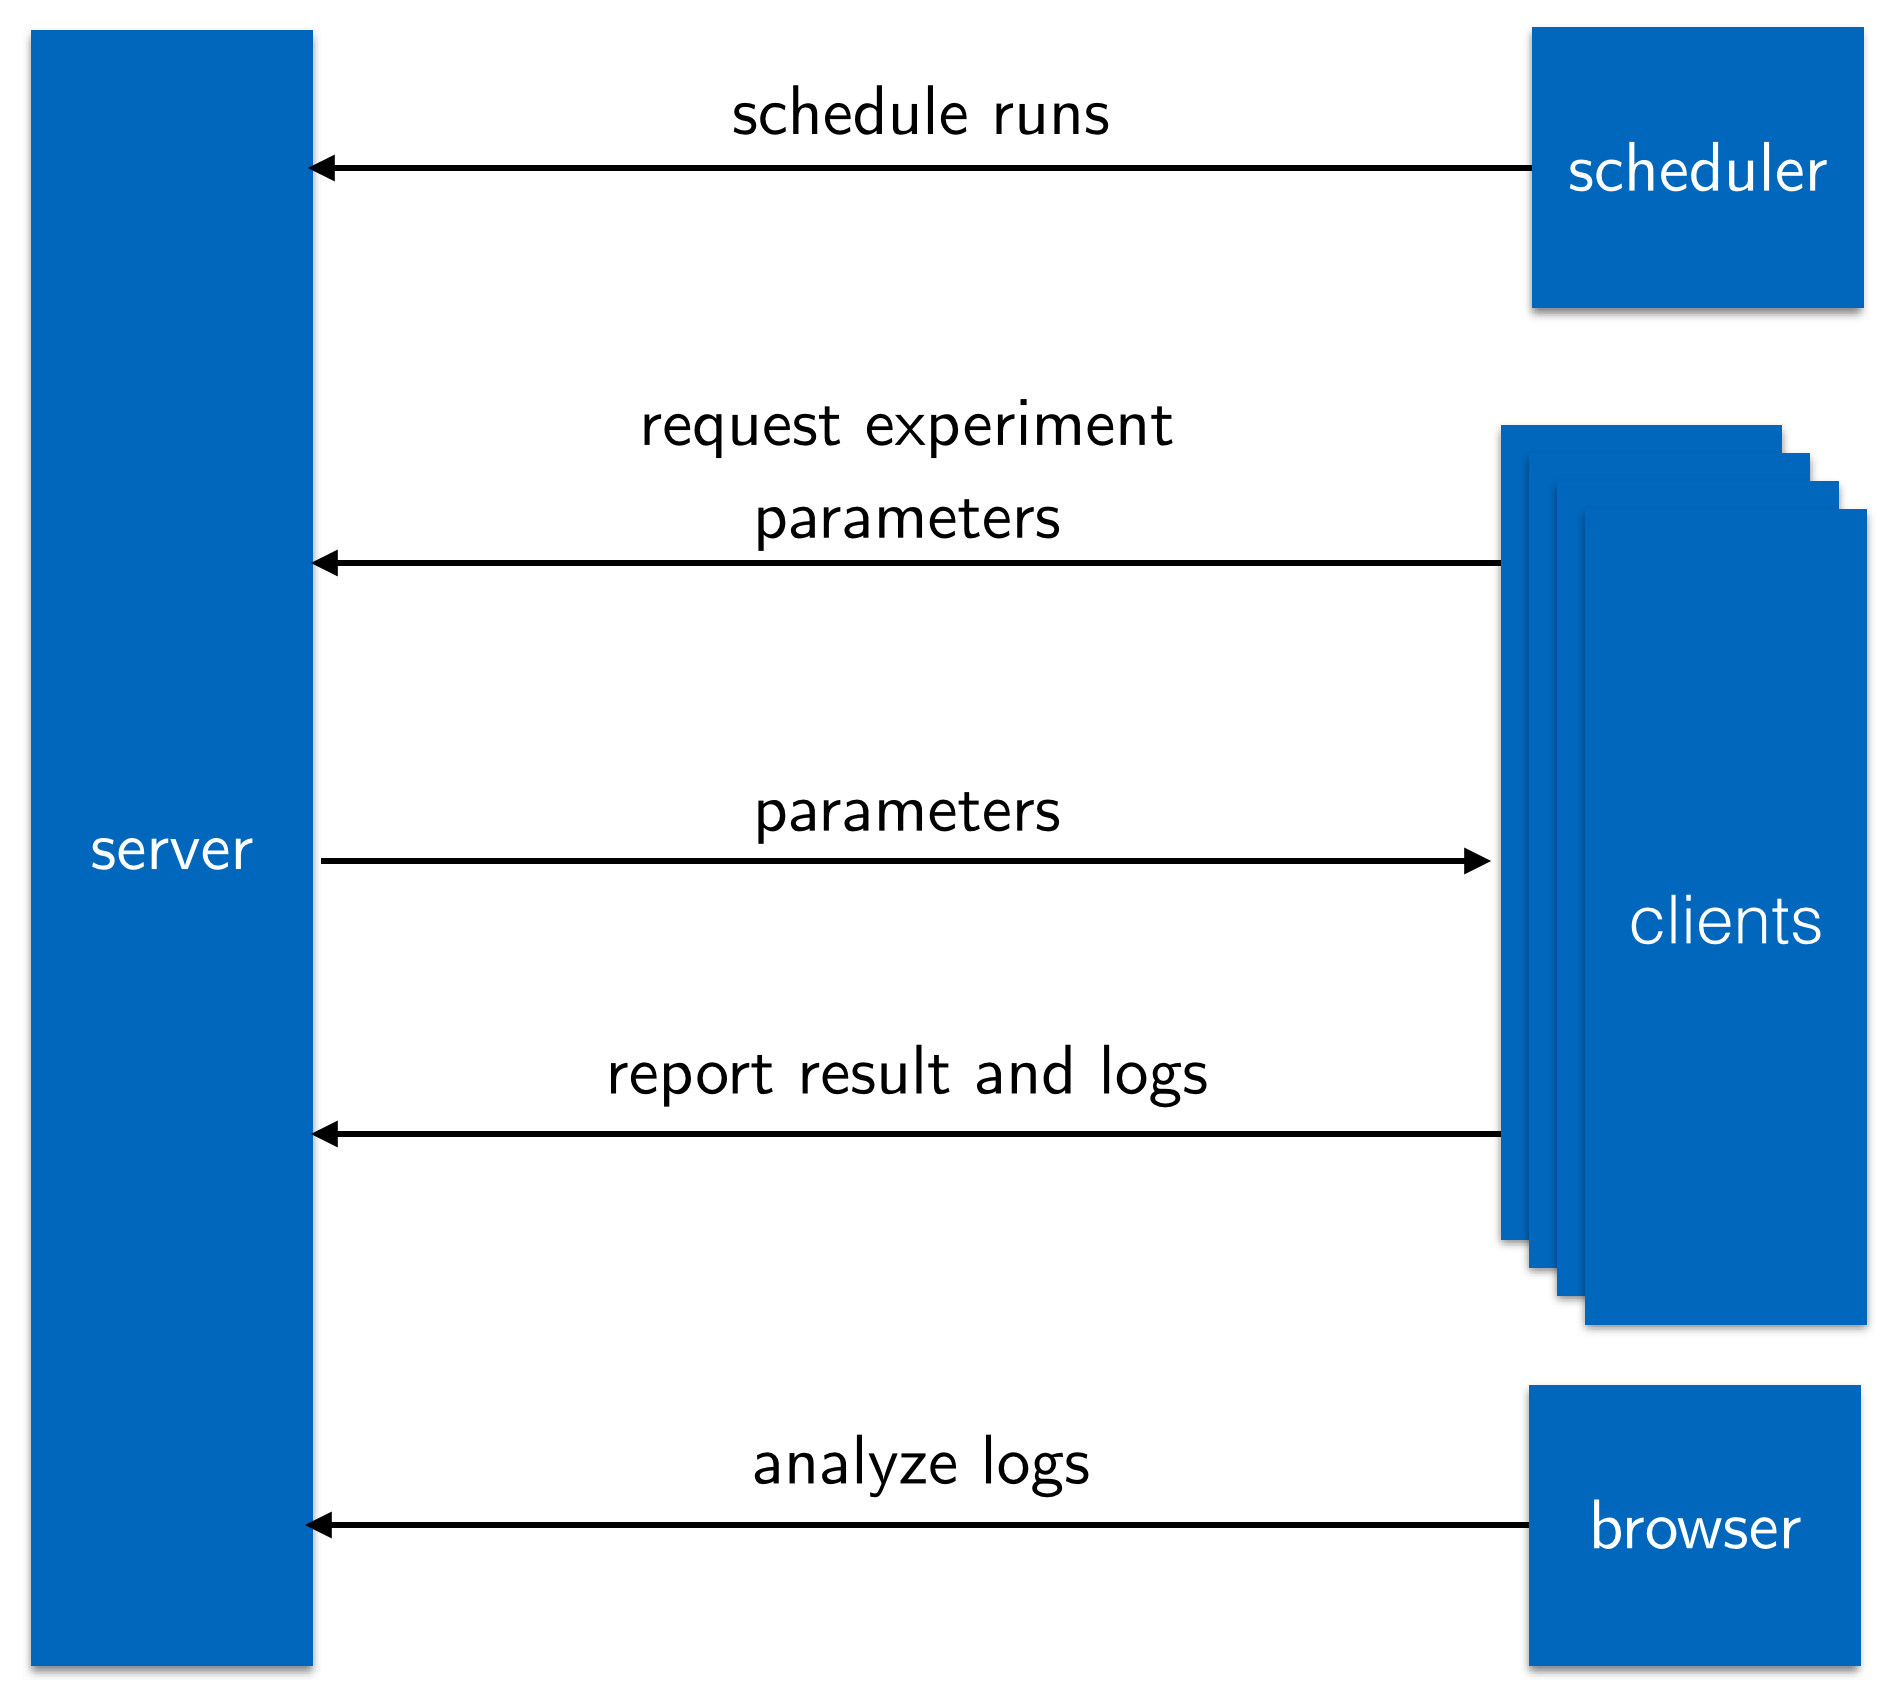 schedule runs
scheduler
request experiment
parameters
parameters
server
clients
report result and logs
analyze logs
browser